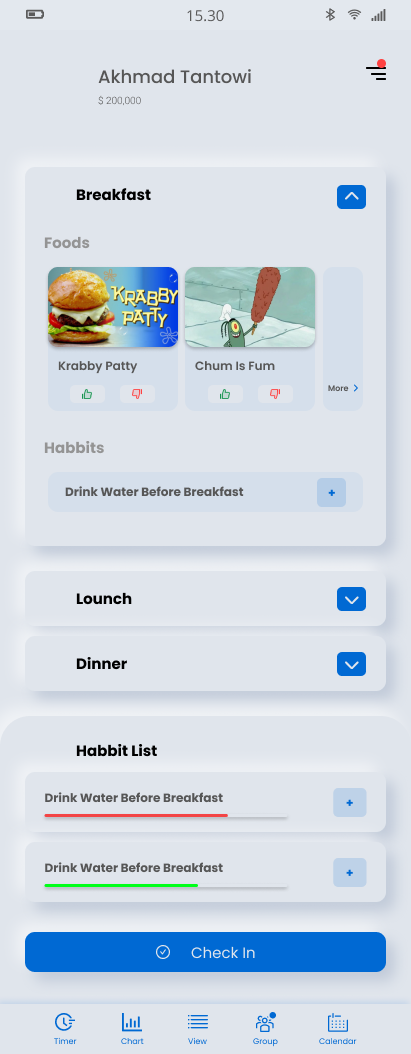 15.30
Akhmad Tantowi
$ 200,000
Breakfast
Foods
KRABBY
PATTY
Krabby Patty
Chum Is Fum
More
Habbits
Drink Water Before Breakfast
+
Lounch
Dinner
Habbit List
Drink Water Before Breakfast
+
Drink Water Before Breakfast
+
Check In
Timer
Chart
View
Group
Calendar